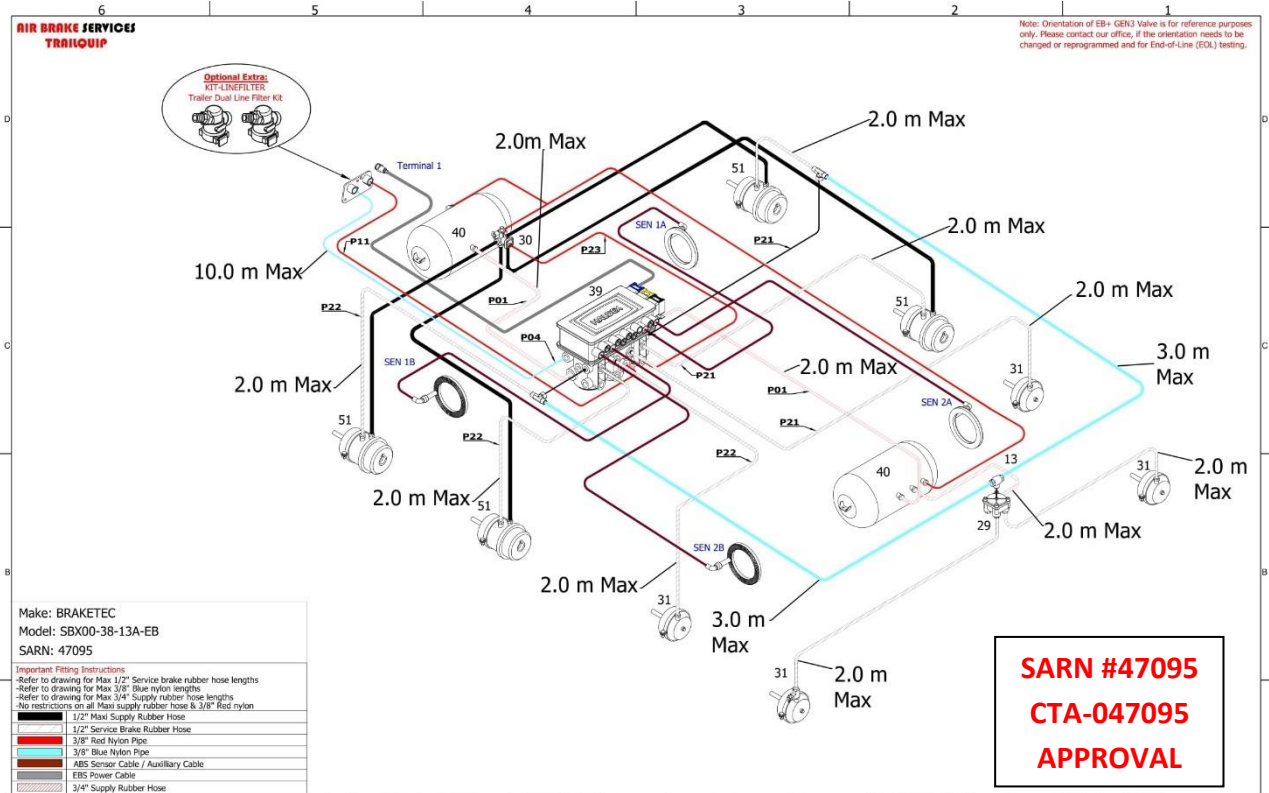 6 5 4 3 2 1
AIR BRAKE SERVICES
TRAILQUIP
Note: Orientation of EB+ GEN3 Valve is for reference purposes
only. Please contact our office, if the orientation needs to be
changed or reprogrammed and for End-of-Line (EOL) testing.
Optional Extra:
KIT-LINEFILTER
Trailer Dual Line Filter Kit
D
D
2.0 m Max
2.0m Max
Terminal 1
51
SEN 1A
2.0 m Max
40
30
P11
P23
P21
10.0 m Max
P01
39
HALDEX
2.0 m Max
P22
51
C
C
P04
3.0 m
Max
SEN 1B
P21
2.0 m Max
31
2.0 m Max
P01
SEN 2A
51
P21
P22
P22
13
31
2.0 m
Max
40
2.0 m Max
51
29
2.0 m Max
SEN 2B
B
B
2.0 m Max
31
3.0 m
Max
31
2.0 m
Max
Make: BRAKETEC
Model: SBX00-38-13A-EB
SARN: 47095
Important Fitting Instructions
-Refer to drawing for Max 1/2" Service brake rubber hose lengths
-Refer to drawing for Max 3/8" Blue nylon lengths
-Refer to drawing for Max 3/4" Supply rubber hose lengths
-No restrictions on all Maxi supply rubber hose & 3/8" Red nylon
1/2" Maxi Supply Rubber Hose
1/2" Service Brake Rubber Hose
3/8" Red Nylon Pipe
3/8" Blue Nylon Pipe
ABS Sensor Cable / Auxilliary Cable
EBS Power Cable
3/4" Supply Rubber Hose
SARN #47095
CTA-047095
APPROVAL